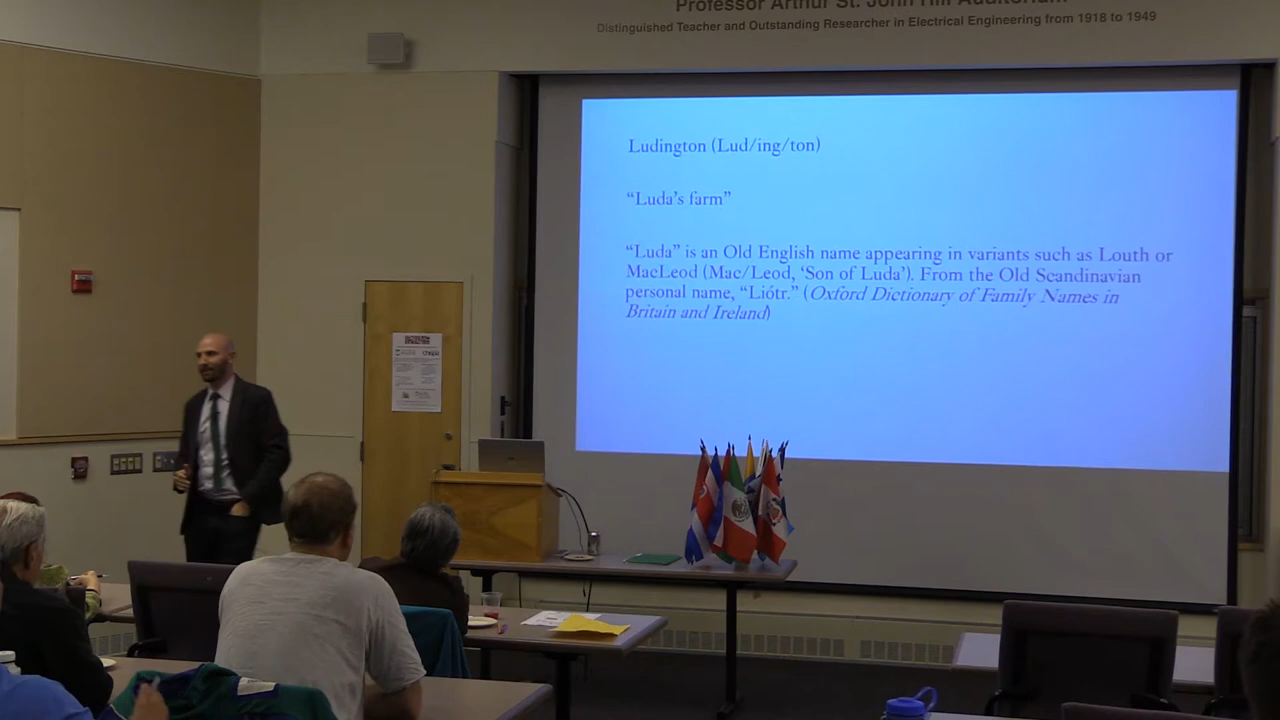 Professor Arthur St. John Hill Auditorium
Distinguished Teacher and Outstanding Researcher in Electrical Engineering from 1918 to 1949
Ludington (Lud/ing/ton)
“Luda’s farm”
“Luda” is an Old English name appearing in variants such as Louth or
MacLeod (Mac/Leod, ‘Son of Luda’). From the Old Scandinavian
personal name, “Liótr.” (Oxford Dictionary of Family Names in
Britain and Ireland)